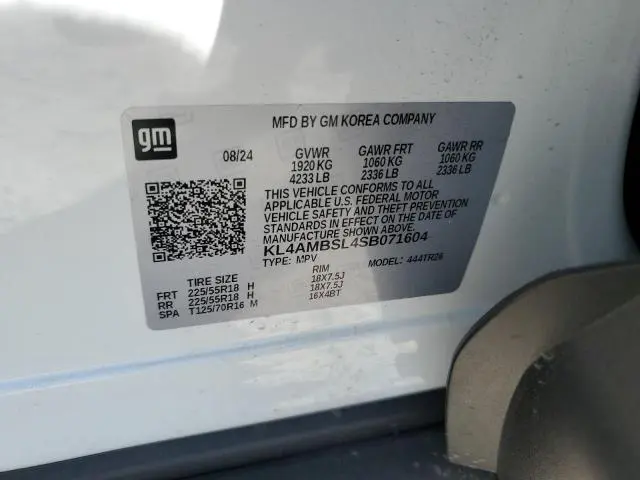 gm
MFD BY GM KOREA COMPANY
08/24 GVWR GAWR FRT GAWR RR
1920 KG 1060 KG 1060 KG
4233 LB 2336 LB 2336 LB
THIS VEHICLE CONFORMS TO ALL
APPLICABLE U.S. FEDERAL MOTOR
VEHICLE SAFETY AND THEFT PREVENTION
STANDARDS IN EFFECT ON THE DATE OF
MANUFACTURE SHOWN ABOVE.
KL4AMBSL4SB071604
TYPE: MPV MODEL: 444TR26
TIRE SIZE RIM
FRT 225/55R18 H 18X7.5J
RR 225/55R18 H 18X7.5J
SPA T125/70R16 M 16X4BT